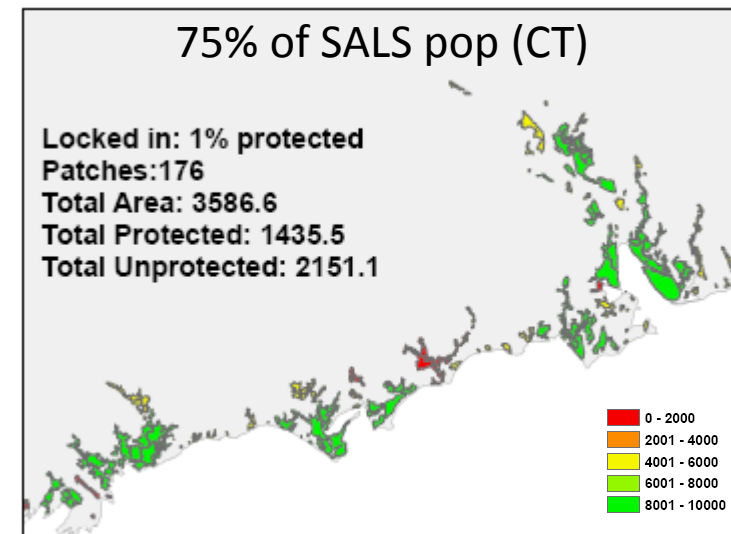 75% of SALS pop (CT)
Locked in: 1% protected
Patches:176
Total Area: 3586.6
Total Protected: 1435.5
Total Unprotected: 2151.1
0 - 2000
2001 - 4000
4001 - 6000
6001 - 8000
8001 - 10000